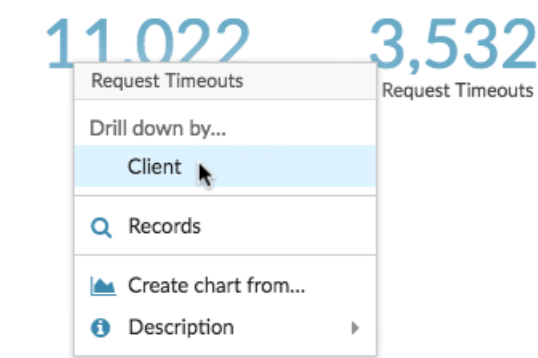 11,022
3,532
Request Timeouts
Request Timeouts
Drill down by...
Client
Records
Create chart from...
Description